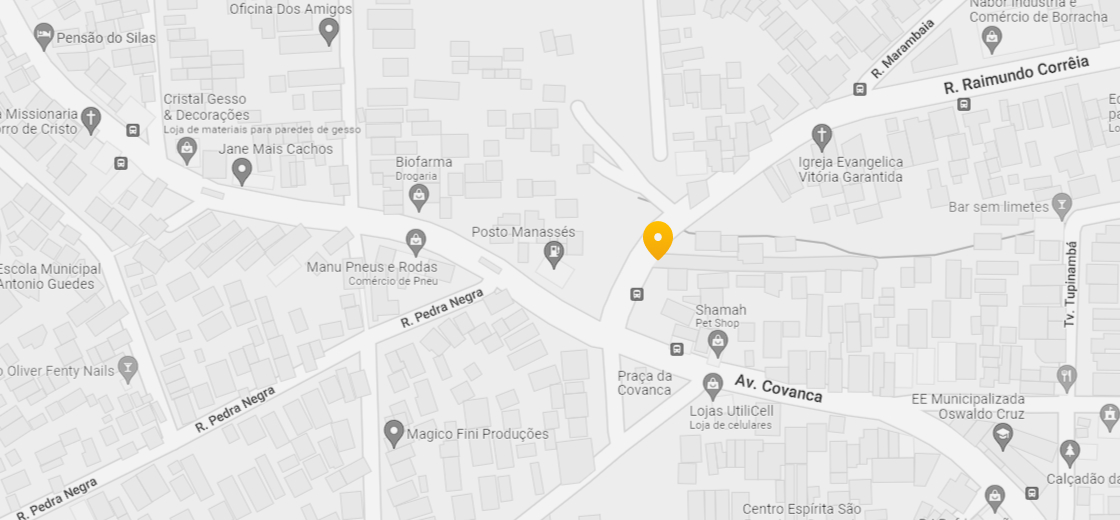 Oficina Dos Amigos
Nabor Indústria e
Comércio de Borracha
Pensão do Silas
R. Marambaia
R. Raimundo Corrêia
Cristal Gesso
& Decorações
Loja de materiais para paredes de gesso
Missionaria
de Cristo
Jane Mais Cachos
Biofarma
Drogaria
Igreja Evangelica
Vitória Garantida
Bar sem limetes
Posto Manassés
Manu Pneus e Rodas
Comércio de Pneu
Escola Municipal
Antonio Guedes
R. Pedra Negra
Tv. Tupinambá
Shamah
Pet Shop
Oliver Fenty Nails
Praça da
Covanca
Av. Covanca
Lojas UtiliCell
Loja de celulares
EE Municipalizada
Oswaldo Cruz
R. Pedra Negra
Magico Fini Produções
R. Pedra Negra
Calçadão da
Centro Espírita São